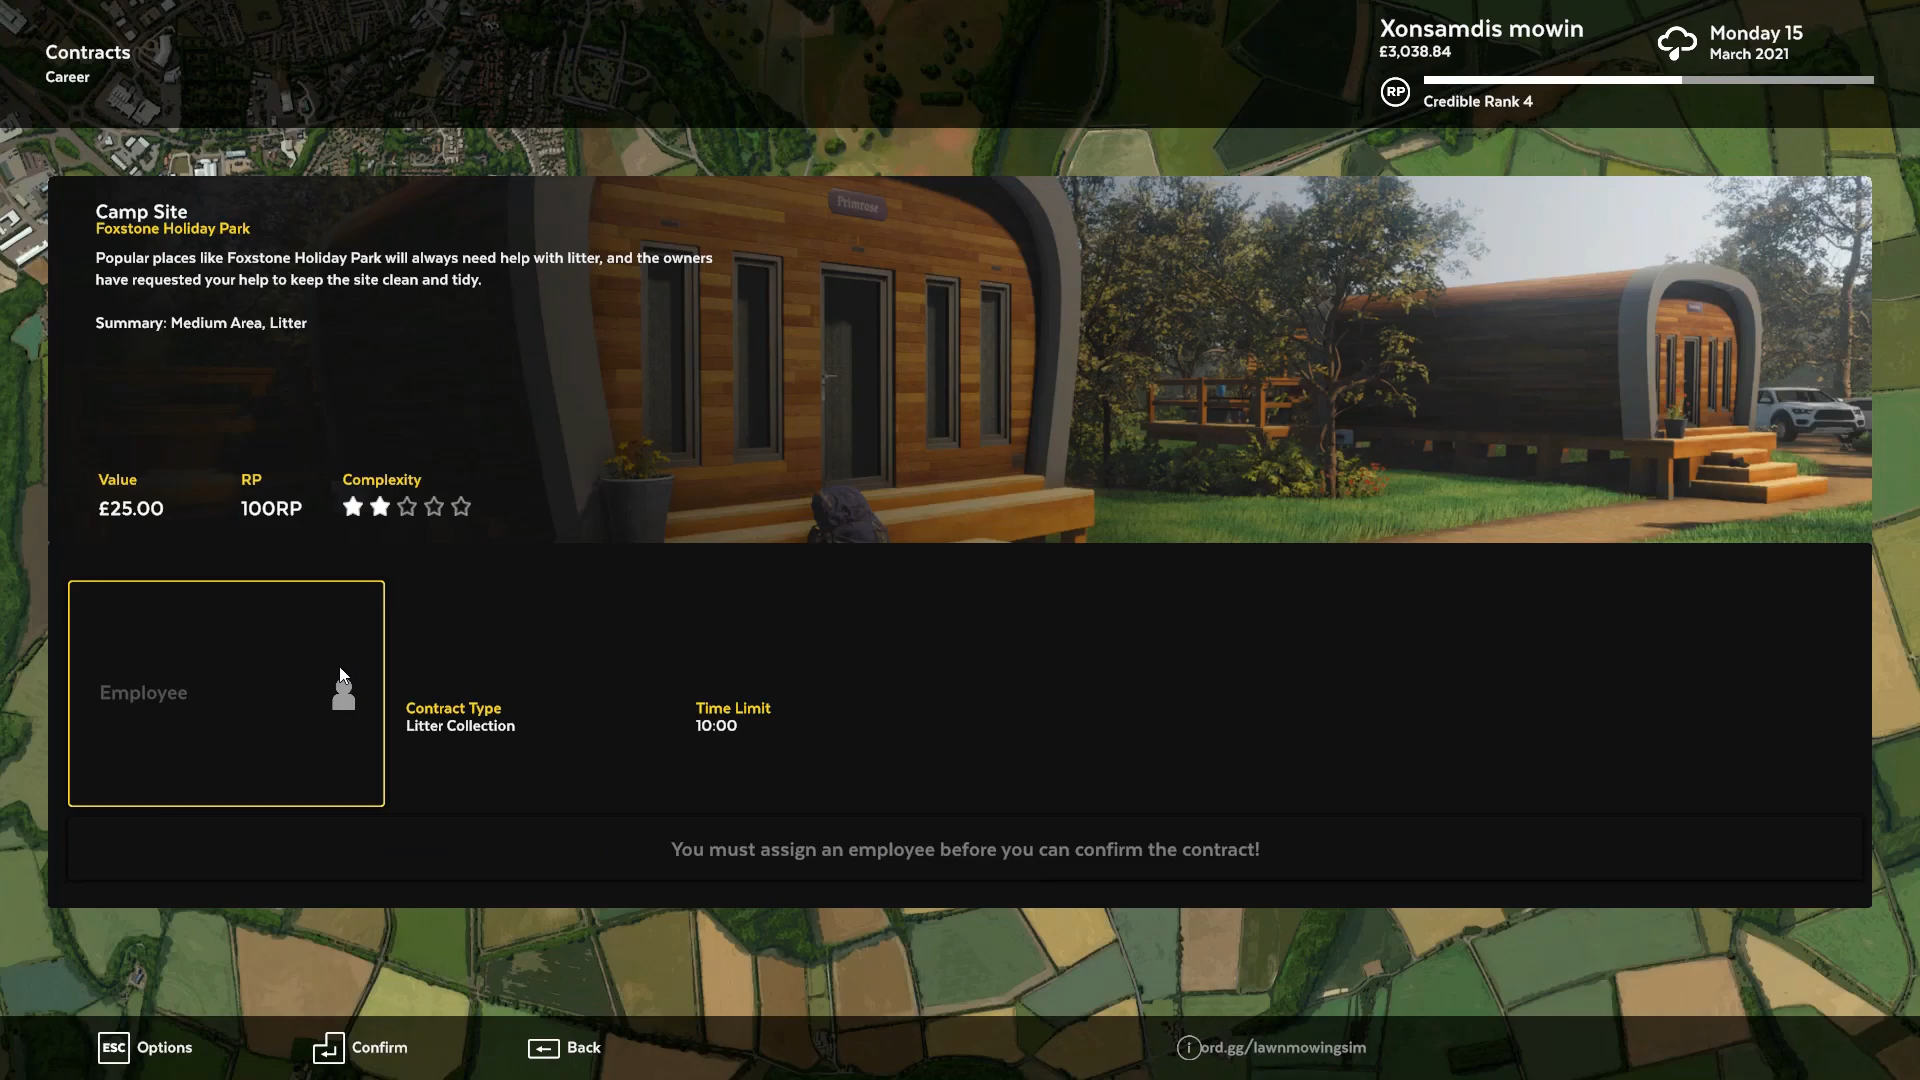 Contracts
Career
Xonsamdis mowin
£3,038.84
Monday 15
March 2021
RP
Credible Rank 4
Camp Site
Foxstone Holiday Park
Popular places like Foxstone Holiday Park will always need help with litter, and the owners
have requested your help to keep the site clean and tidy.
Summary: Medium Area, Litter
Primrose
Value
RP
Complexity
£25.00
100RP
Employee
Contract Type
Litter Collection
Time Limit
10:00
You must assign an employee before you can confirm the contract!
ESC Options
Confirm
Back
i ord.gg/lawnmowingsim